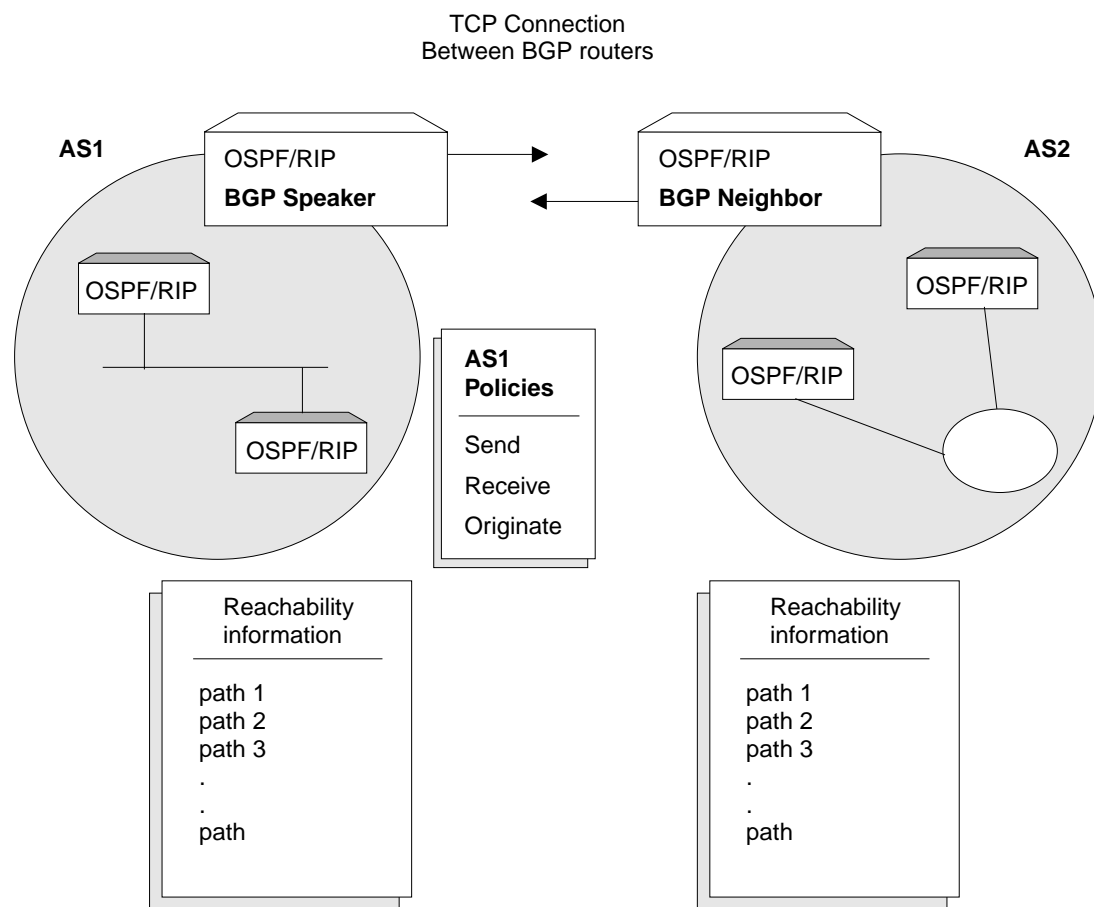 TCP Connection
Between BGP routers
AS1
OSPF/RIP
BGP Speaker
OSPF/RIP
BGP Neighbor
AS2
OSPF/RIP
OSPF/RIP
AS1
Policies
Send
Receive
Originate
OSPF/RIP
OSPF/RIP
Reachability
information
path 1
path 2
path 3
.
.
path
Reachability
information
path 1
path 2
path 3
.
.
path